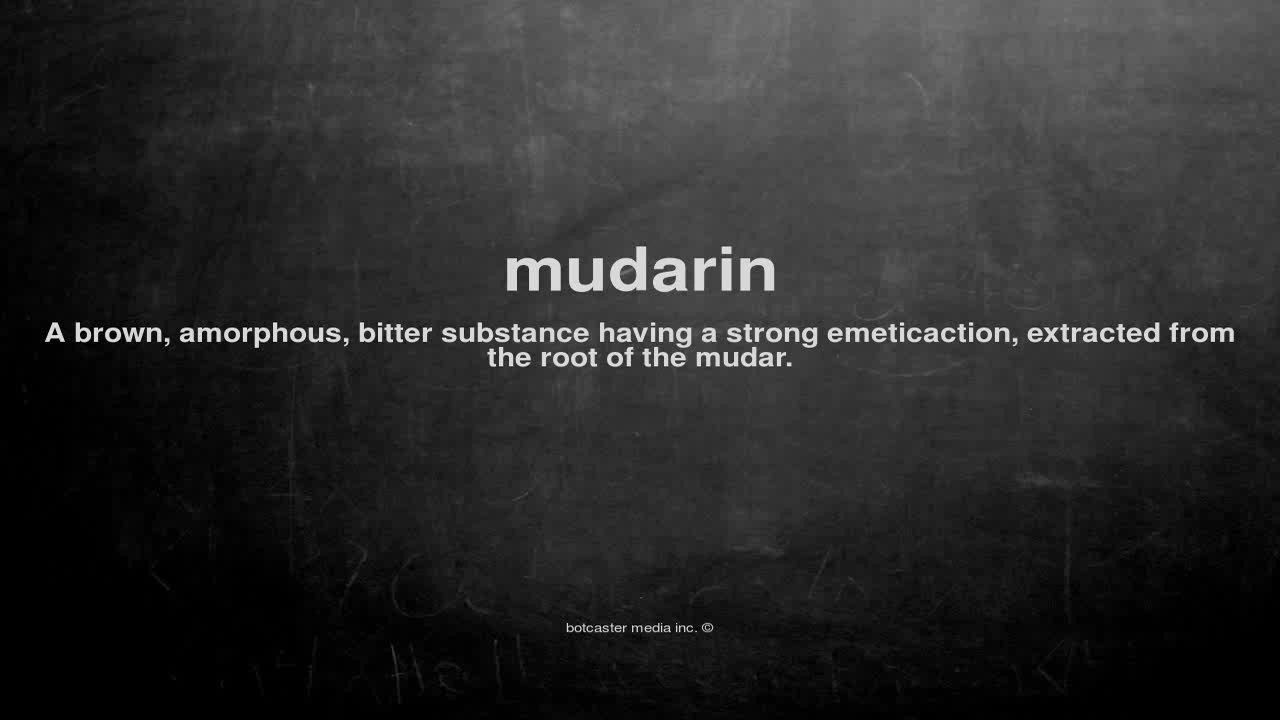 mudarin
A brown, amorphous, bitter substance having a strong emeticaction, extracted from
the root of the mudar.
botcaster media inc. ©